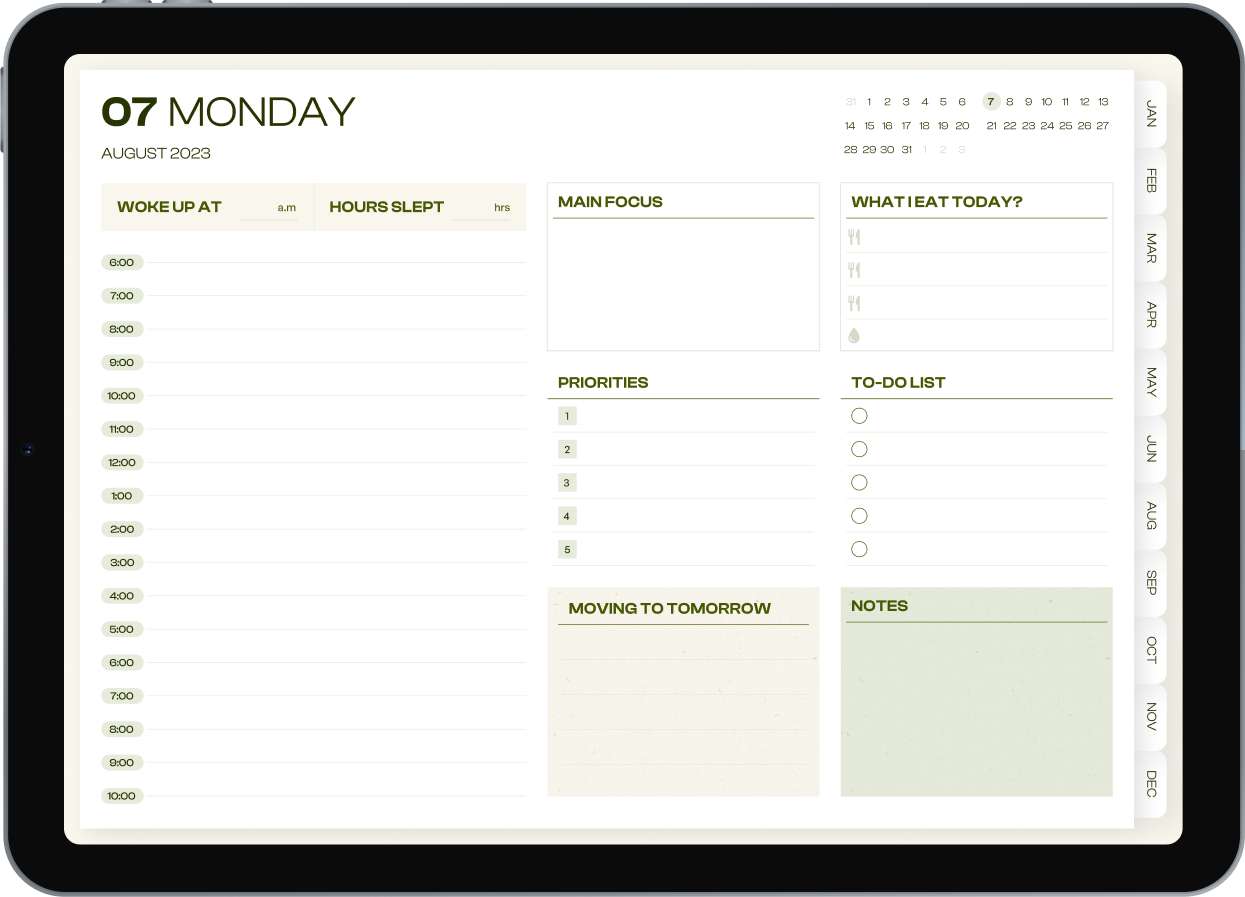 07 MONDAY
AUGUST 2023
31 1 2 3 4 5 6 7 8 9 10 11 12 13
14 15 16 17 18 19 20 21 22 23 24 25 26 27
28 29 30 31 1 2 3
WOKE UP AT a.m HOURS SLEPT hrs
6:00
7:00
8:00
9:00
10:00
11:00
12:00
1:00
2:00
3:00
4:00
5:00
6:00
7:00
8:00
9:00
10:00
MAIN FOCUS
WHAT I EAT TODAY?
PRIORITIES
1
2
3
4
5
TO-DO LIST
MOVING TO TOMORROW
NOTES
JAN
FEB
MAR
APR
MAY
JUN
AUG
SEP
OCT
NOV
DEC